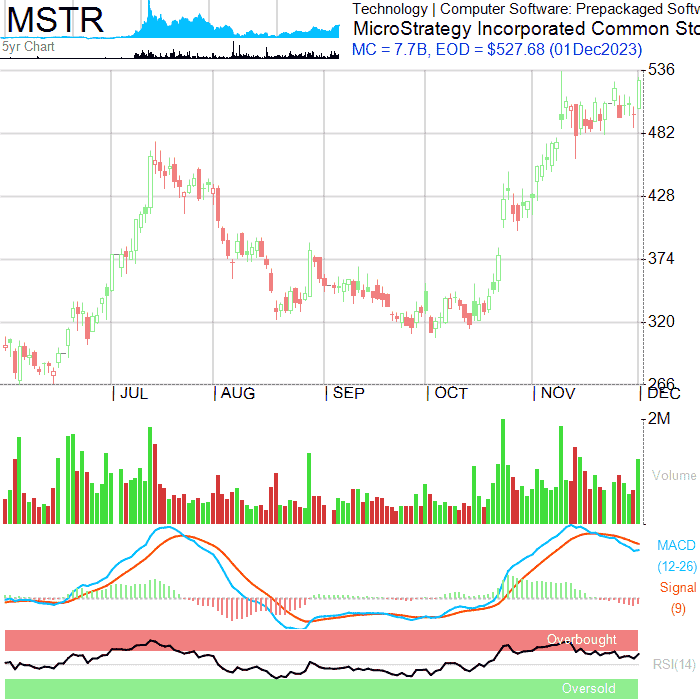 MSTR
5yr Chart
Technology | Computer Software: Prepackaged Softw
MicroStrategy Incorporated Common Sto
MC = 7.7B, EOD = $527.68 (01Dec2023)
536
482
428
374
320
266
JUL
AUG
SEP
OCT
NOV
DEC
2M
Volume
MACD
(12-26)
Signal
(9)
Overbought
RSI(14)
Oversold